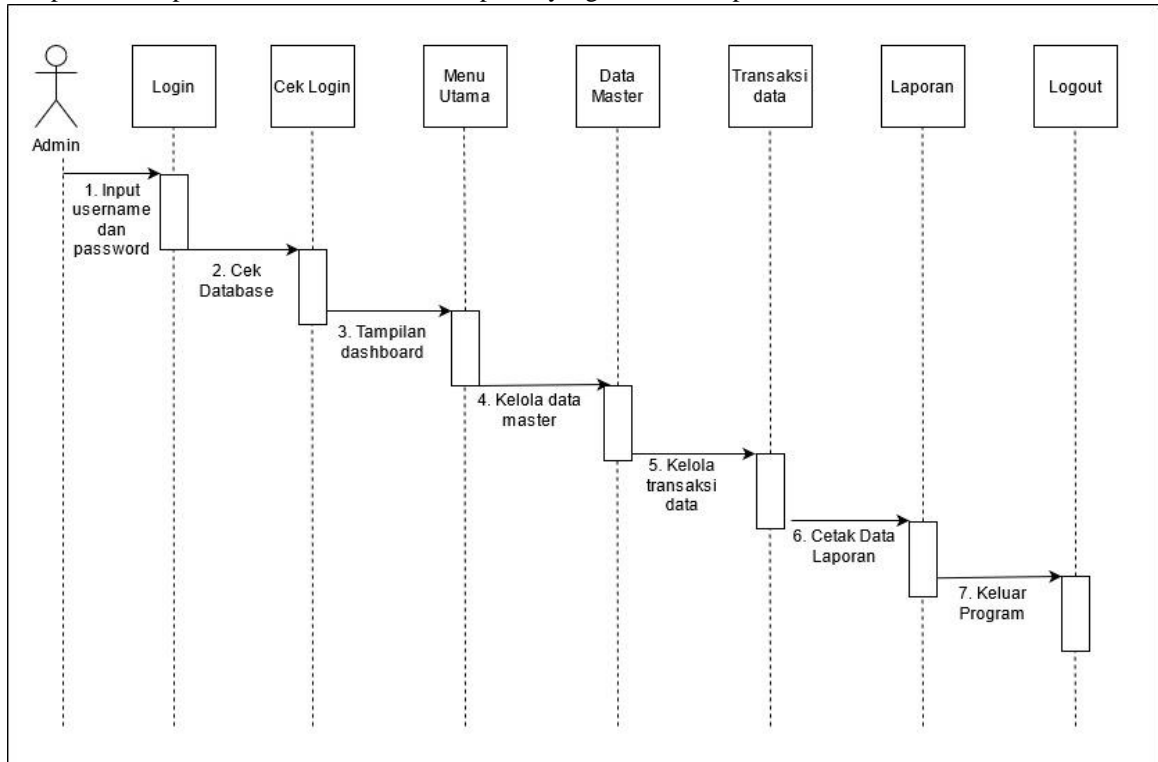 Login
Cek Login
Menu
Utama
Data
Master
Transaksi
data
Laporan
Logout
Admin
1. Input
username
dan
password
2. Cek
Database
3. Tampilan
dashboard
4. Kelola data
master
5. Kelola
transaksi
data
6. Cetak Data
Laporan
7. Keluar
Program